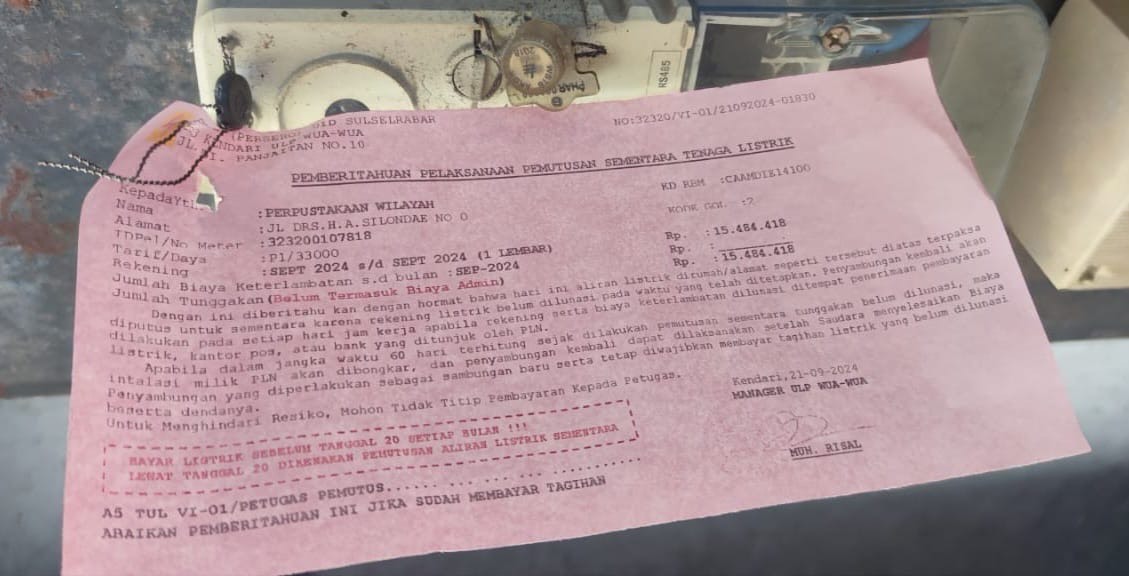 UID SULSELRABAR
(PERSERO)
KENDARI ULP WUA-WUA
PANJAITAN NO.10
NO:32320/VI-01/21092024-01830
PEMBERITAHUAN PELAKSANAAN PEMUTUSAN SEMENTARA TENAGA LISTRIK
KepadaYth
Nama :PERPUSTAKAAN WILAYAH
KD RBM :CAAMDIE14100
Alamat :JL DRS.H.A.SILONDAE NO 0
KODE GOL :2
IDPel/No Meter :323200107818
Tarif/Daya :P1/33000
Rekening :SEPT 2024 s/d SEPT 2024 (1 LEMBAR) Rp. :15.484.418
Jumlah Biaya Keterlambatan s.d bulan :SEP-2024 Rp. :
Jumlah Tunggakan(Belum Termasuk Biaya Admin) Rp. :15.484.418
Dengan ini diberitahu kan dengan hormat bahwa hari ini aliran listrik dirumah/alamat seperti tersebut diatas terpaksa
diputus untuk sementara karena rekening listrik belum dilunasi pada waktu yang telah ditetapkan. Penyambungan kembali akan
dilakukan pada setiap hari jam kerja apabila rekening serta biaya keterlambatan dilunasi ditempat penerimaan pembayaran
listrik, kantor pos, atau bank yang ditunjuk oleh PLN.
Apabila dalam jangka waktu 60 hari terhitung sejak dilakukan pemutusan sementara tunggakan belum dilunasi, maka
intalasi milik PLN akan dibongkar, dan penyambungan kembali dapat dilaksanakan setelah Saudara menyelesaikan Biaya
Penyambungan yang diperlakukan sebagai sambungan baru serta tetap diwajibkan membayar tagihan listrik yang belum dilunasi
beserta dendanya.
Untuk Menghindari Resiko, Mohon Tidak Titip Pembayaran Kepada Petugas.
Kendari,21-09-2024
MANAGER ULP WUA-WUA
BAYAR LISTRIK SEBELUM TANGGAL 20 SETIAP BULAN !!!
LEWAT TANGGAL 20 DIKENAKAN PEMUTUSAN ALIRAN LISTRIK SEMENTARA
MUH. RISAL
A5 TUL VI-01/PETUGAS PEMUTUS...... ... ... ............
ABAIKAN PEMBERITAHUAN INI JIKA SUDAH MEMBAYAR TAGIHAN
RS485